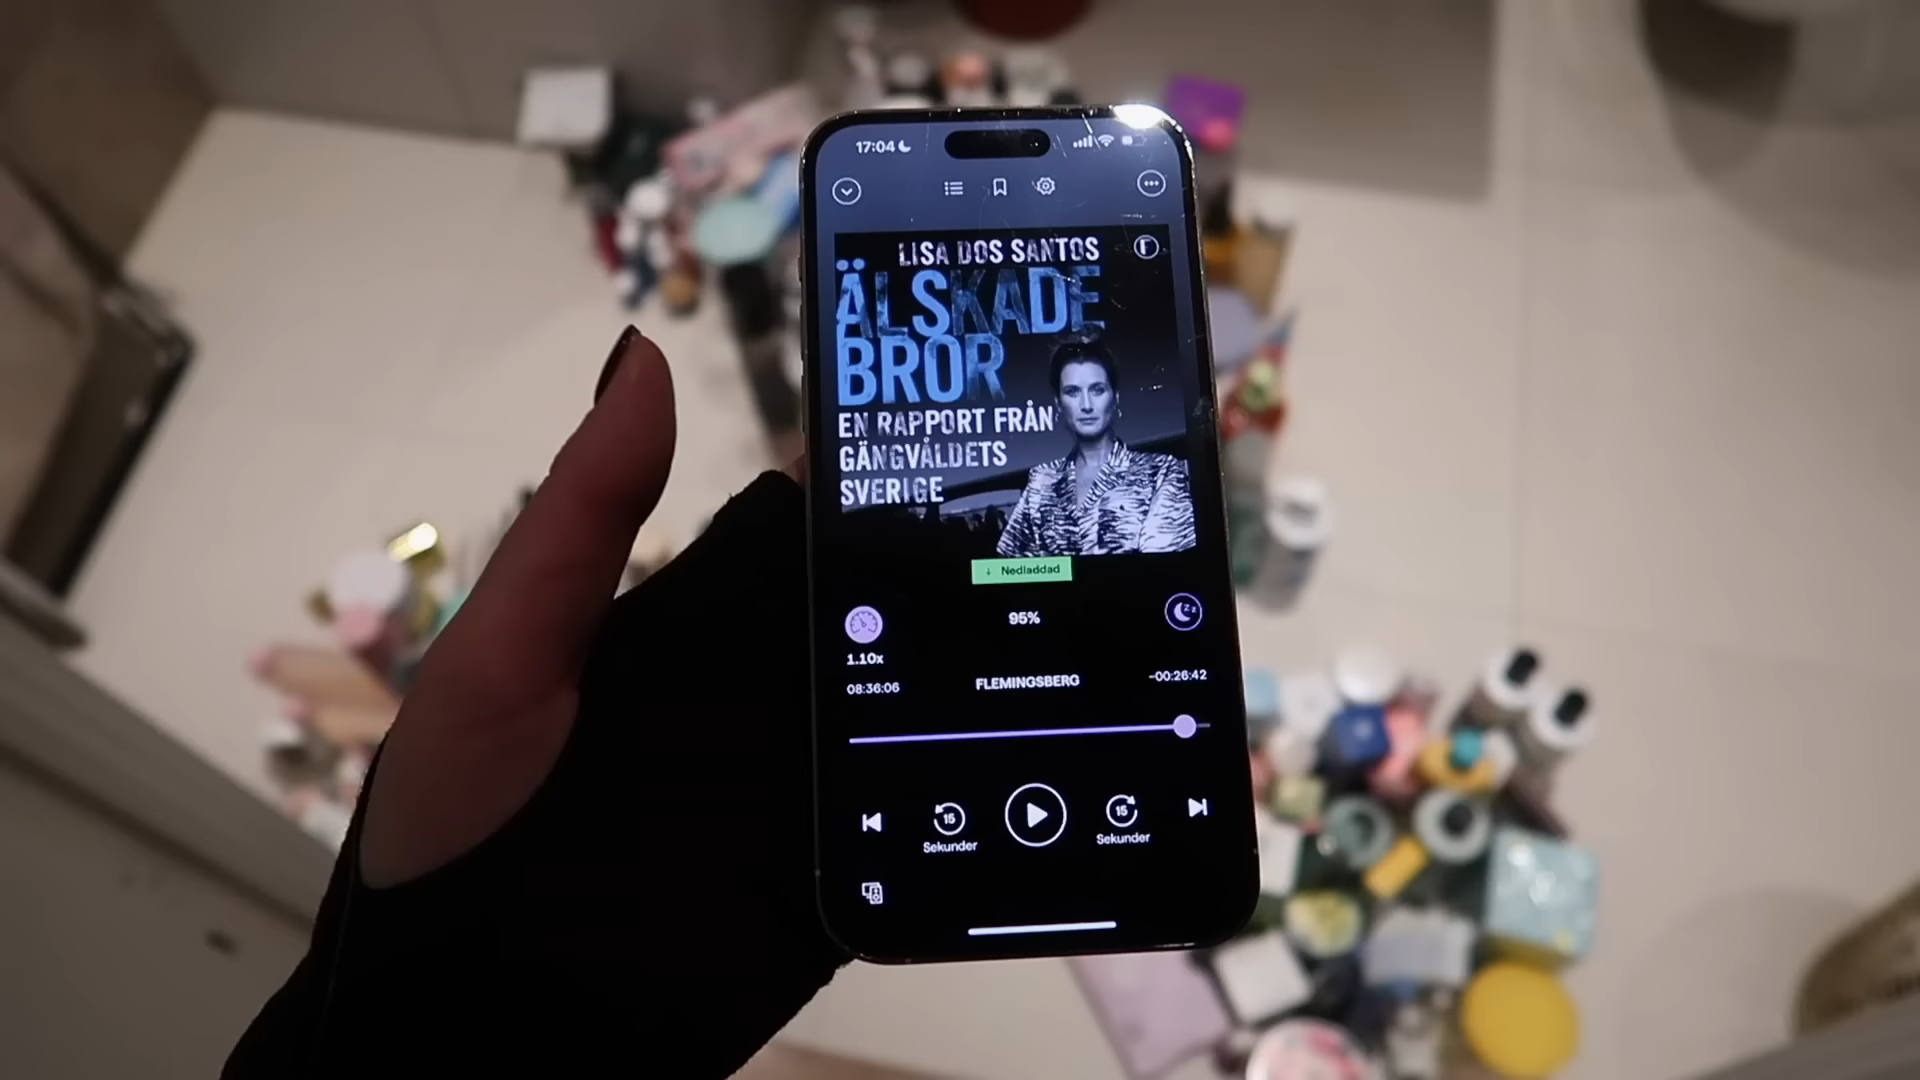 17:04
LISA DOS SANTOS
ÄLSKADE
BROR
EN RAPPORT FRÅN
GÄNGVÅLDETS
SVERIGE
Nedladdad
95%
1.10x
08:36:06
FLEMINGSBERG
-00:26:42
15
Sekunder
15
Sekunder